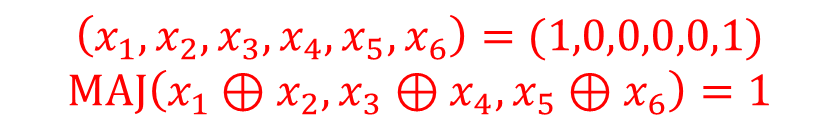 (x₁, x₂, x₃, x₄, x₅, x₆) = (1,0,0,0,0,1)
MAJ(x₁ ⊕ x₂, x₃ ⊕ x₄, x₅ ⊕ x₆) = 1